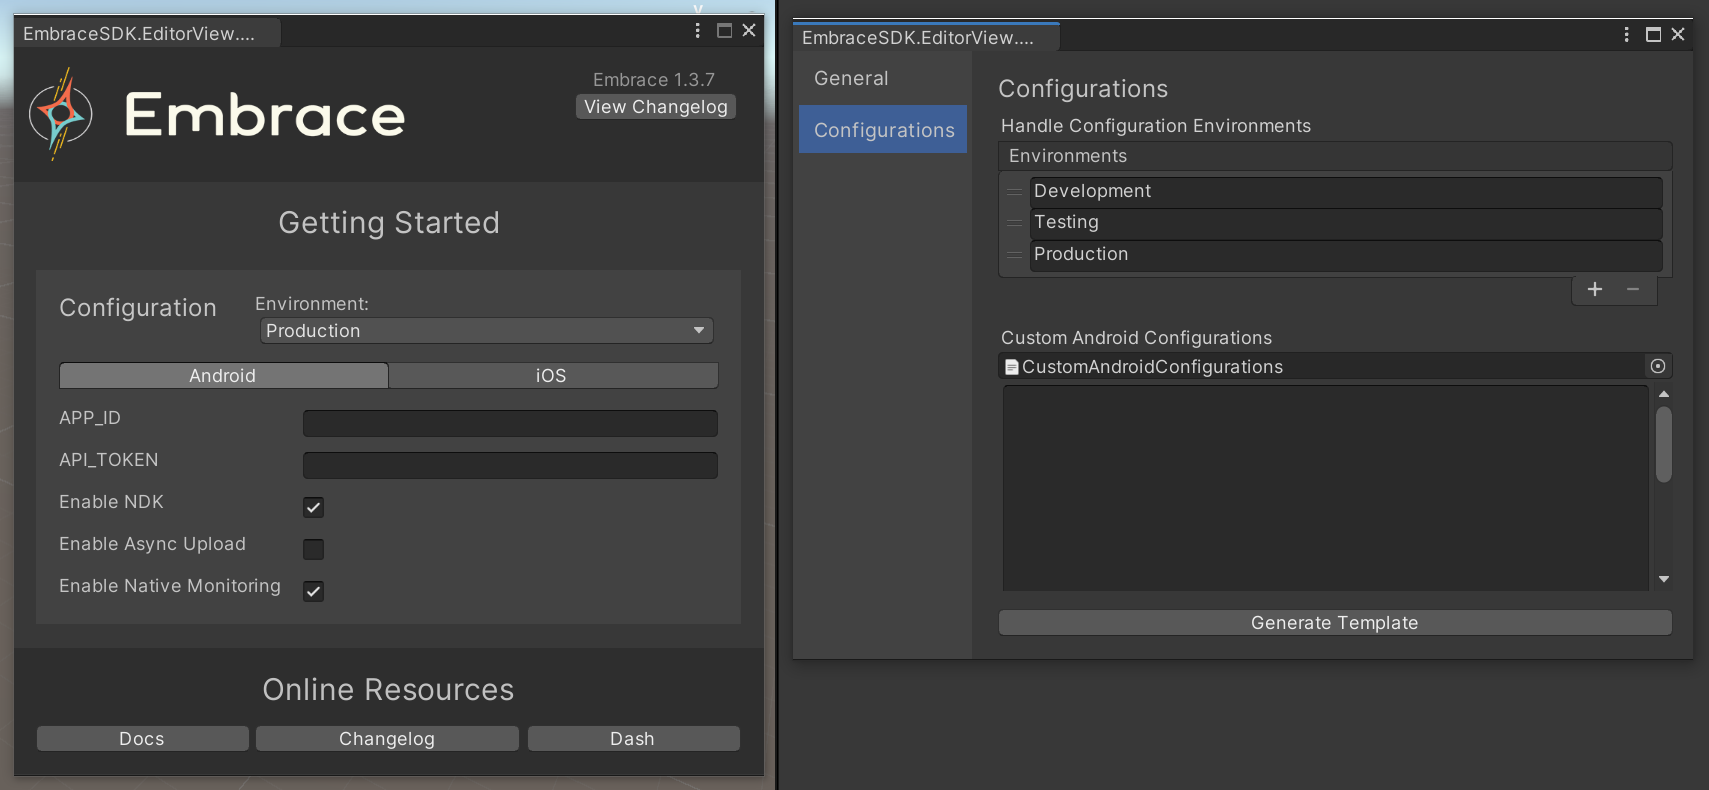 EmbraceSDK.EditorView....
Embrace
Embrace 1.3.7
View Changelog
Getting Started
Configuration
Environment:
Production
Android
iOS
APP_ID
API_TOKEN
Enable NDK
Enable Async Upload
Enable Native Monitoring
Online Resources
Docs
Changelog
Dash
EmbraceSDK.EditorView....
General
Configurations
Configurations
Handle Configuration Environments
Environments
Development
Testing
Production
Custom Android Configurations
CustomAndroidConfigurations
Generate Template